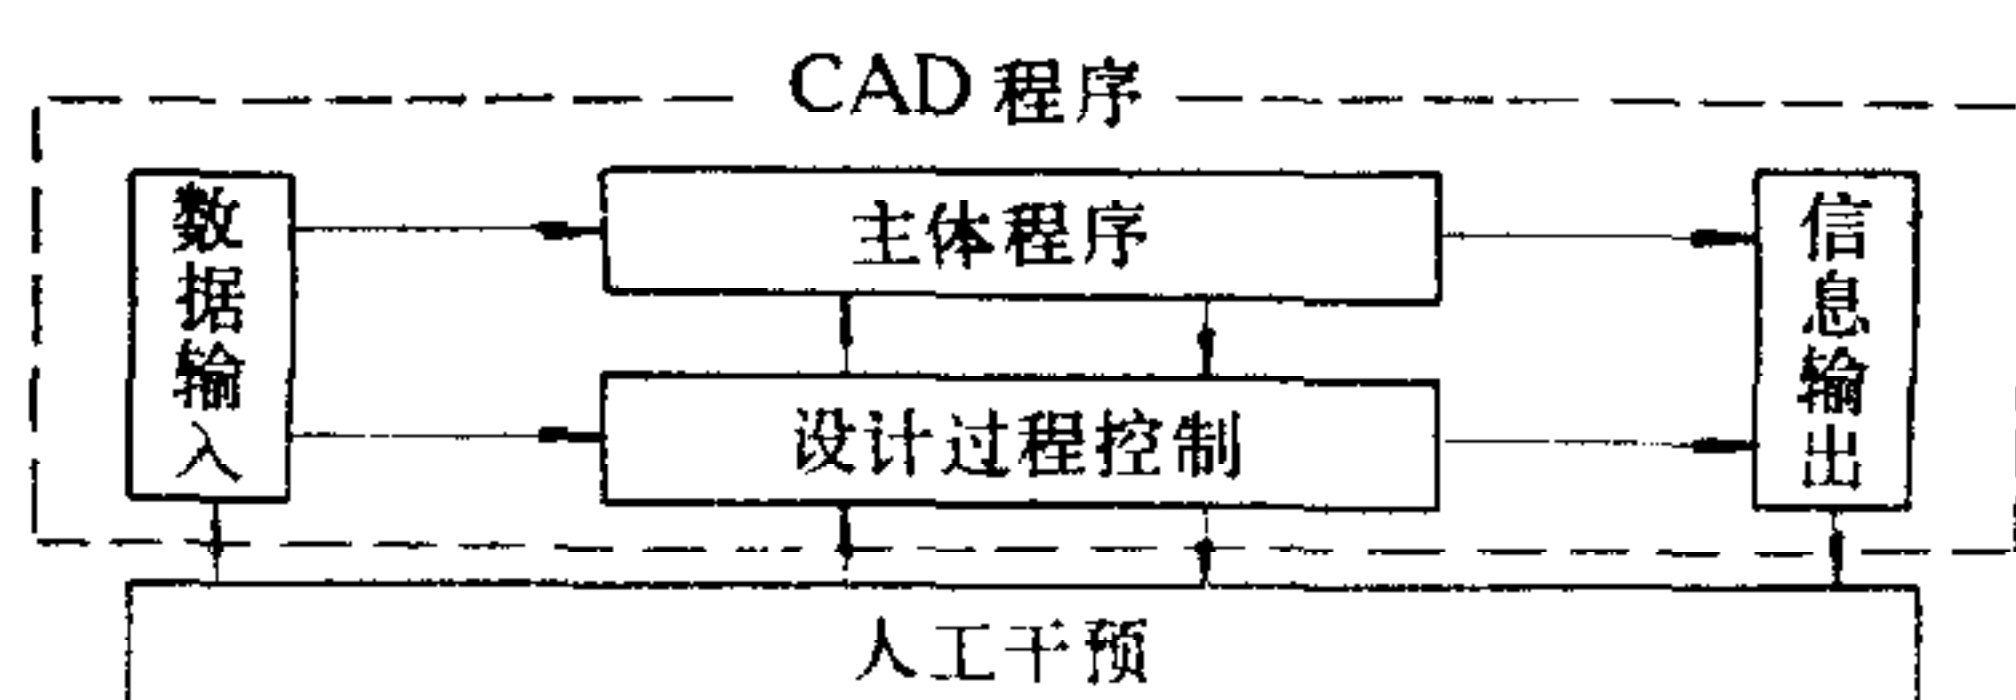 CAD 程序
数据输入
主体程序
信息输出
设计过程控制
人工干预